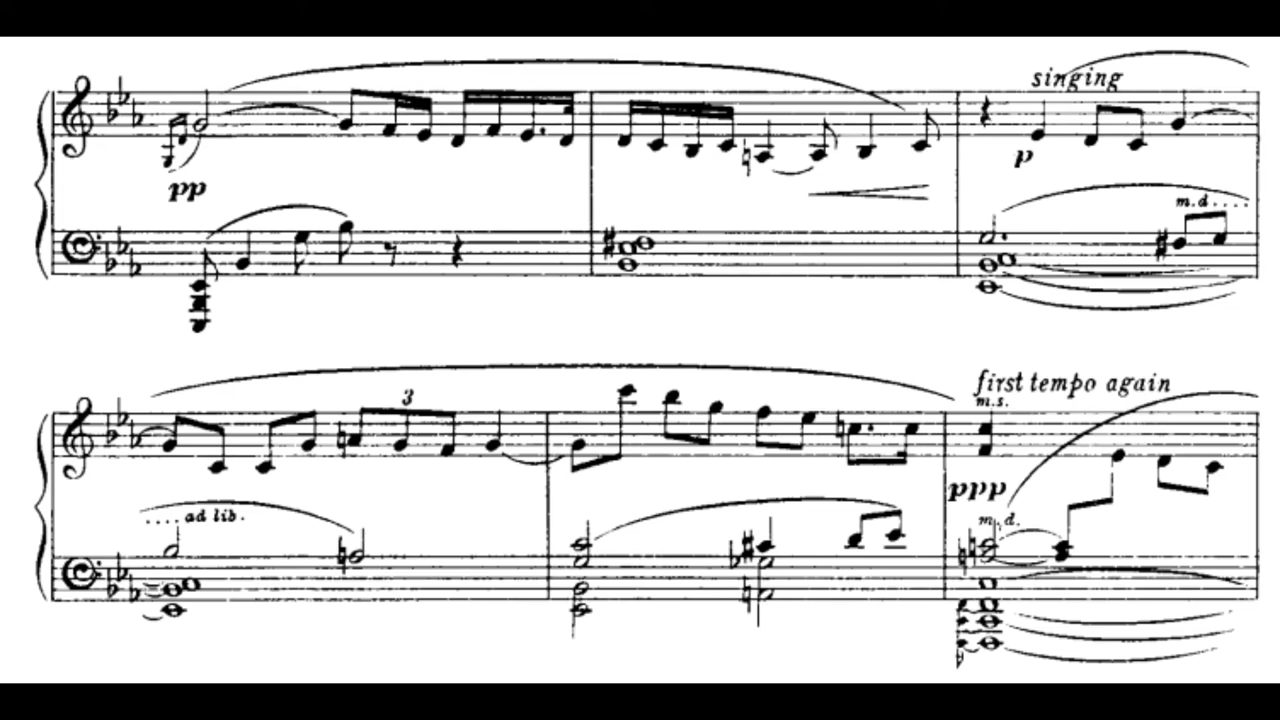 singing
pp
p
m.d....
3
first tempo again
m.s.
ppp
....ad lib.
m.d.